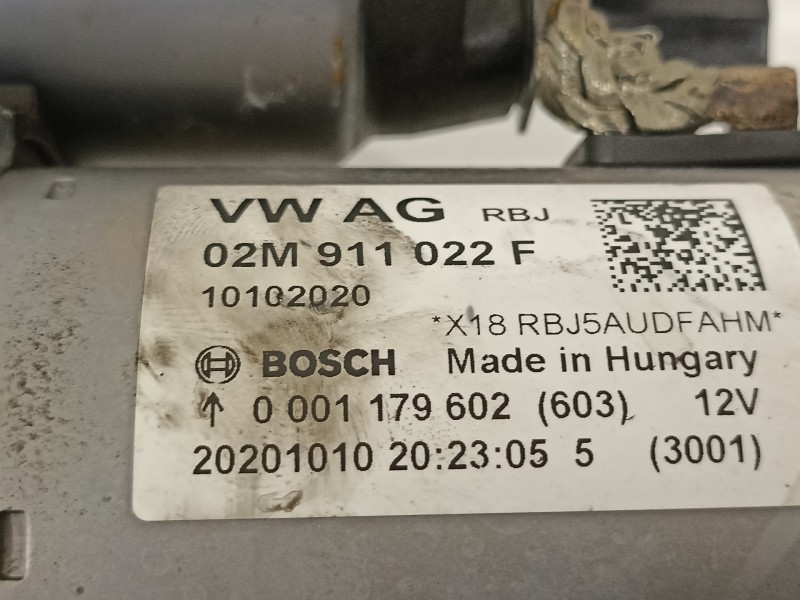 VW AG RBJ
02M 911 022 F
10102020
*X18 RBJ5AUDFAHM*
BOSCH Made in Hungary
↑ 0 001 179 602 (603) 12V
20201010 20:23:05 5 (3001)